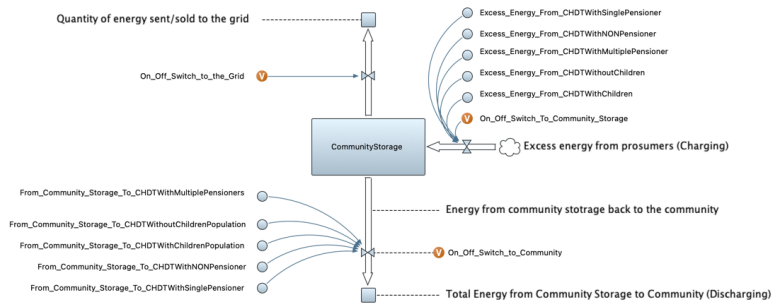 Quantity of energy sent/sold to the grid
Excess_Energy_From_CHDTWithSinglePensioner
Excess_Energy_From_CHDTWithNONPensioner
Excess_Energy_From_CHDTWithMultiplePensioner
Excess_Energy_From_CHDTWithoutChildren
Excess_Energy_From_CHDTWithChildren
V On_Off_Switch_To_Community_Storage
On_Off_Switch_to_the_Grid V
CommunityStorage
Excess energy from prosumers (Charging)
From_Community_Storage_To_CHDTWithMultiplePensioners
From_Community_Storage_To_CHDTWithoutChildrenPopulation
From_Community_Storage_To_CHDTWithChildrenPopulation
From_Community_Storage_To_CHDTWithNONPensioner
From_Community_Storage_To_CHDTWithSinglePensioner
Energy from community stotrage back to the community
V On_Off_Switch_to_Community
Total Energy from Community Storage to Community (Discharging)